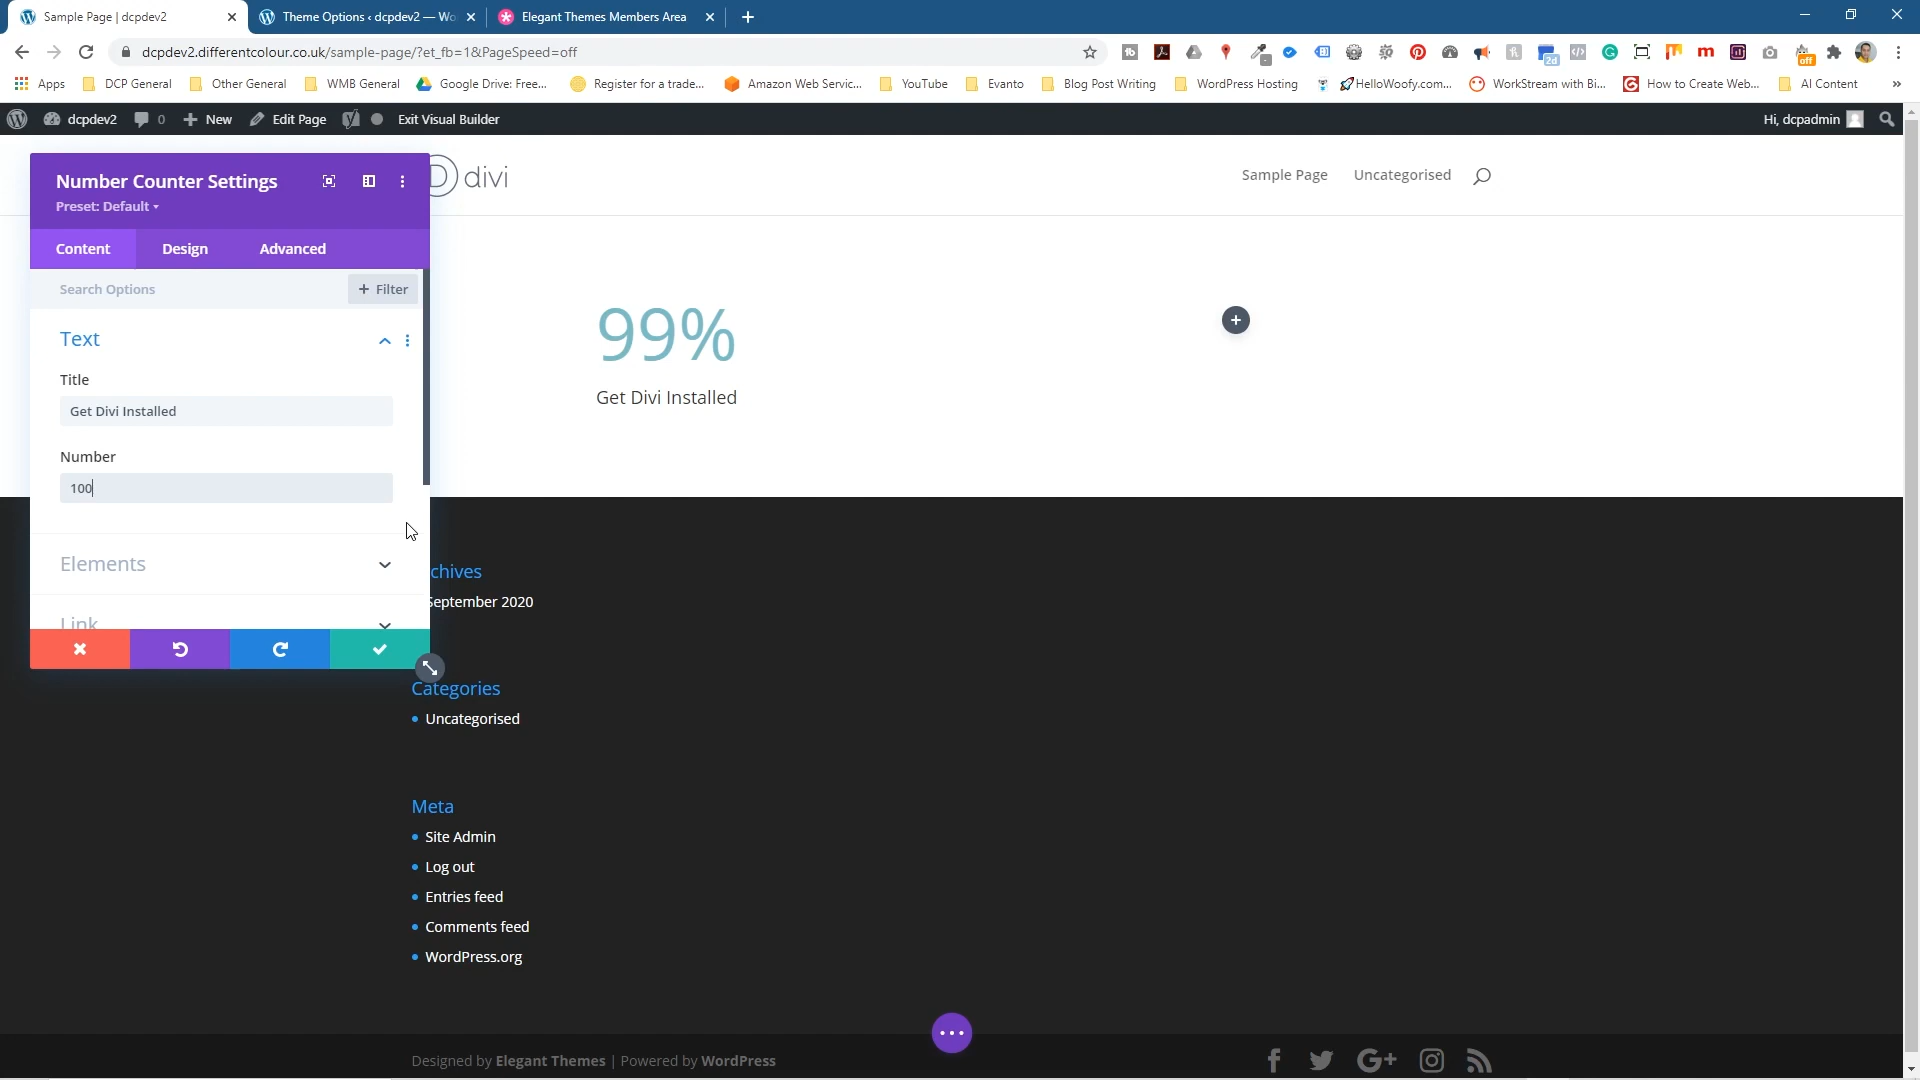 Sample Page | dcpdev2
Theme Options ‹ dcpdev2 — Wo
Elegant Themes Members Area
dcpdev2.differentcolour.co.uk/sample-page/?et_fb=1&PageSpeed=off
2d
off
Apps
DCP General
Other General
WMB General
Google Drive: Free...
Register for a trade...
Amazon Web Servic...
YouTube
Evanto
Blog Post Writing
WordPress Hosting
HelloWoofy.com...
WorkStream with Bi...
How to Create Web...
AI Content
»
dcpdev2
0
New
Edit Page
Exit Visual Builder
Hi, dcpadmin
Number Counter Settings
Preset: Default
D divi
Sample Page
Uncategorised
Content
Design
Advanced
Search Options
+ Filter
Text
Title
Get Divi Installed
Number
100
Elements
Link
99%
Get Divi Installed
chives
September 2020
Categories
Uncategorised
Meta
Site Admin
Log out
Entries feed
Comments feed
WordPress.org
Designed by Elegant Themes | Powered by WordPress